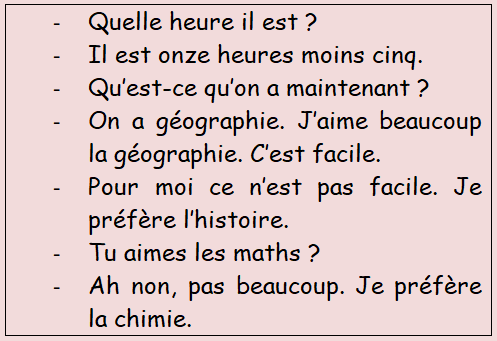 - Quelle heure il est ?
- Il est onze heures moins cinq.
- Qu'est-ce qu'on a maintenant ?
- On a géographie. J'aime beaucoup
la géographie. C'est facile.
- Pour moi ce n'est pas facile. Je
préfère l'histoire.
- Tu aimes les maths ?
- Ah non, pas beaucoup. Je préfère
la chimie.